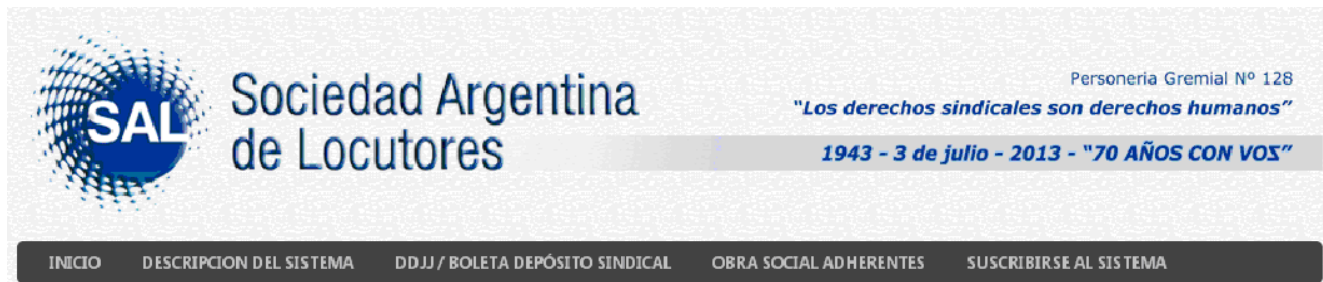 SAL
Sociedad Argentina
de Locutores
Personeria Gremial Nº 128
"Los derechos sindicales son derechos humanos"
1943 - 3 de julio - 2013 - "70 AÑOS CON VOS"
INICIO DESCRIPCION DEL SISTEMA DDJJ / BOLETA DEPÓSITO SINDICAL OBRA SOCIAL ADHERENTES SUSCRIBIRSE AL SISTEMA